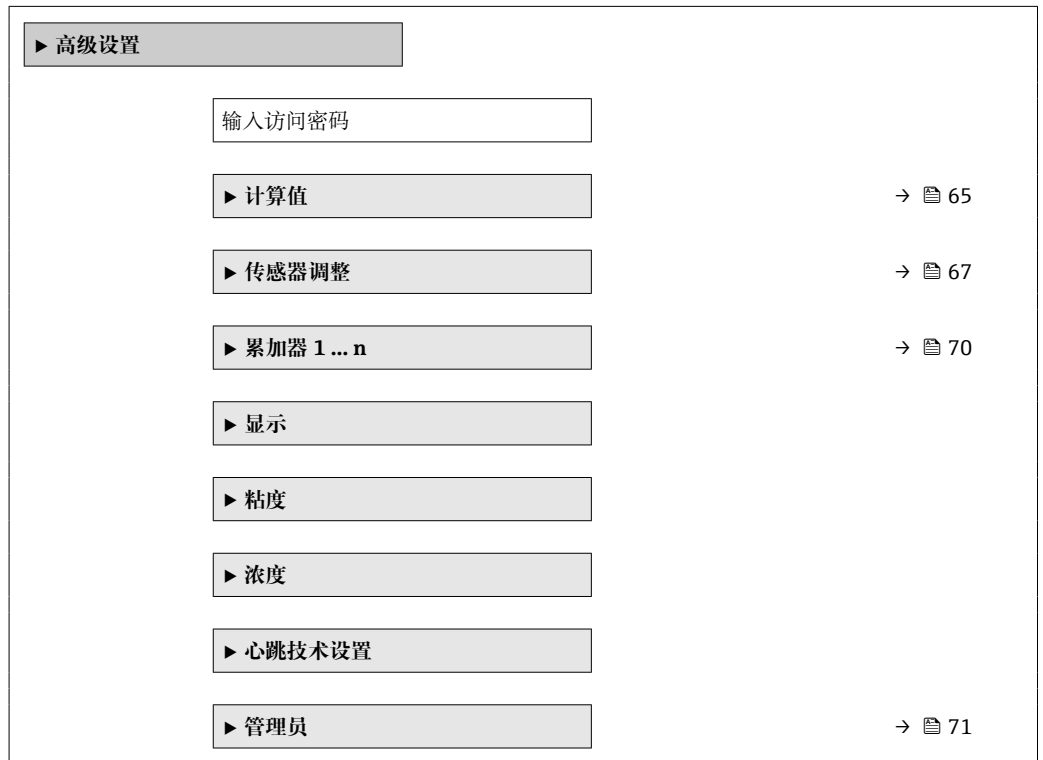 ▶ 高级设置
输入访问密码
▶ 计算值 → 65
▶ 传感器调整 → 67
▶ 累加器 1 ... n → 70
▶ 显示
▶ 粘度
▶ 浓度
▶ 心跳技术设置
▶ 管理员 → 71